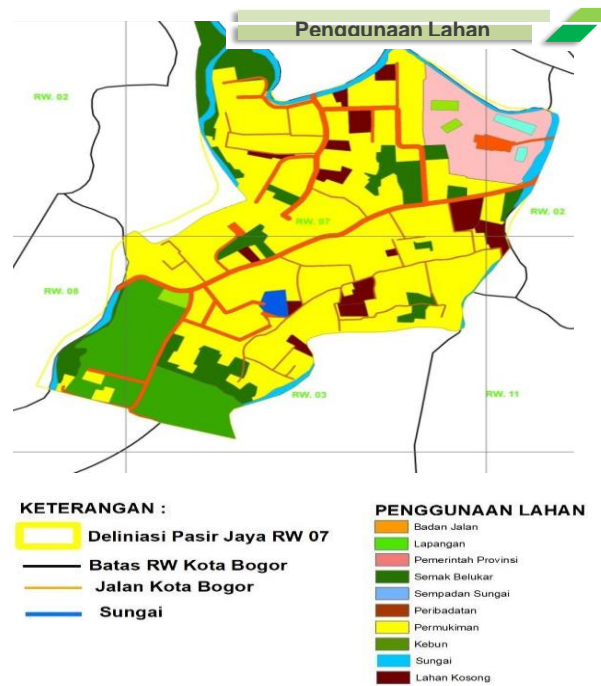 Penggunaan Lahan
RW. 02
RW. 07
RW. 02
RW. 08
RW. 03
RW. 11
KETERANGAN :
Deliniasi Pasir Jaya RW 07
Batas RW Kota Bogor
Jalan Kota Bogor
Sungai
PENGGUNAAN LAHAN
Badan Jalan
Lapangan
Pemerintah Provinsi
Semak Belukar
Sempadan Sungai
Peribadatan
Permukiman
Kebun
Sungai
Lahan Kosong